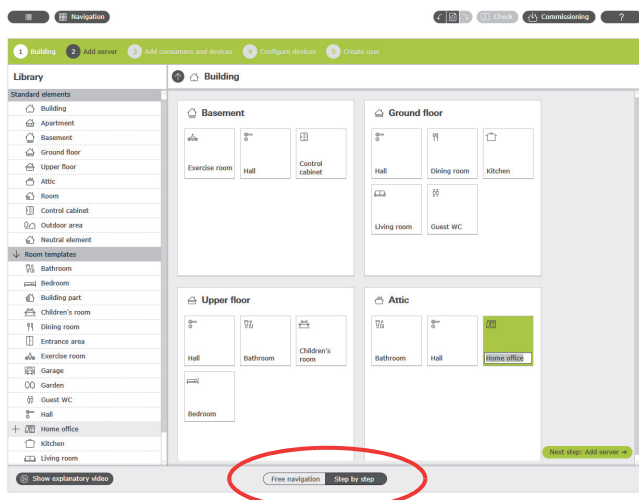 Navigation
Check
Commissioning
?
1 Building 2 Add server 3 Add consumers and devices 4 Configure devices 5 Create user
Library
Building
Standard elements
Building
Apartment
Basement
Ground floor
Upper floor
Attic
Room
Control cabinet
Outdoor area
Neutral element
Room templates
Bathroom
Bedroom
Building part
Children's room
Dining room
Entrance area
Exercise room
Garage
Garden
Guest WC
Hall
Home office
Kitchen
Living room
Basement
Exercise room
Hall
Control
cabinet
Ground floor
Hall
Dining room
Kitchen
Living room
Guest WC
Upper floor
Hall
Bathroom
Children's
room
Bedroom
Attic
Bathroom
Hall
Home office
Next step: Add server →
Show explanatory video
Free navigation
Step by step